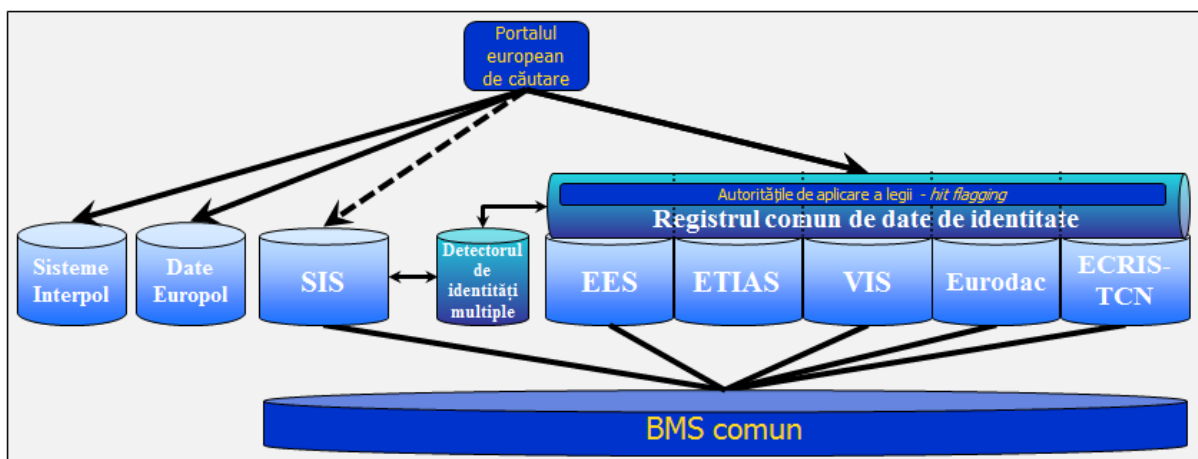 Portalul
european
de căutare
Autoritățile de aplicare a legii - hit flagging
Registrul comun de date de identitate
Sisteme
Interpol
Date
Europol
SIS
Detectorul
de
identități
multiple
EES
ETIAS
VIS
Eurodac
ECRIS-
TCN
BMS comun